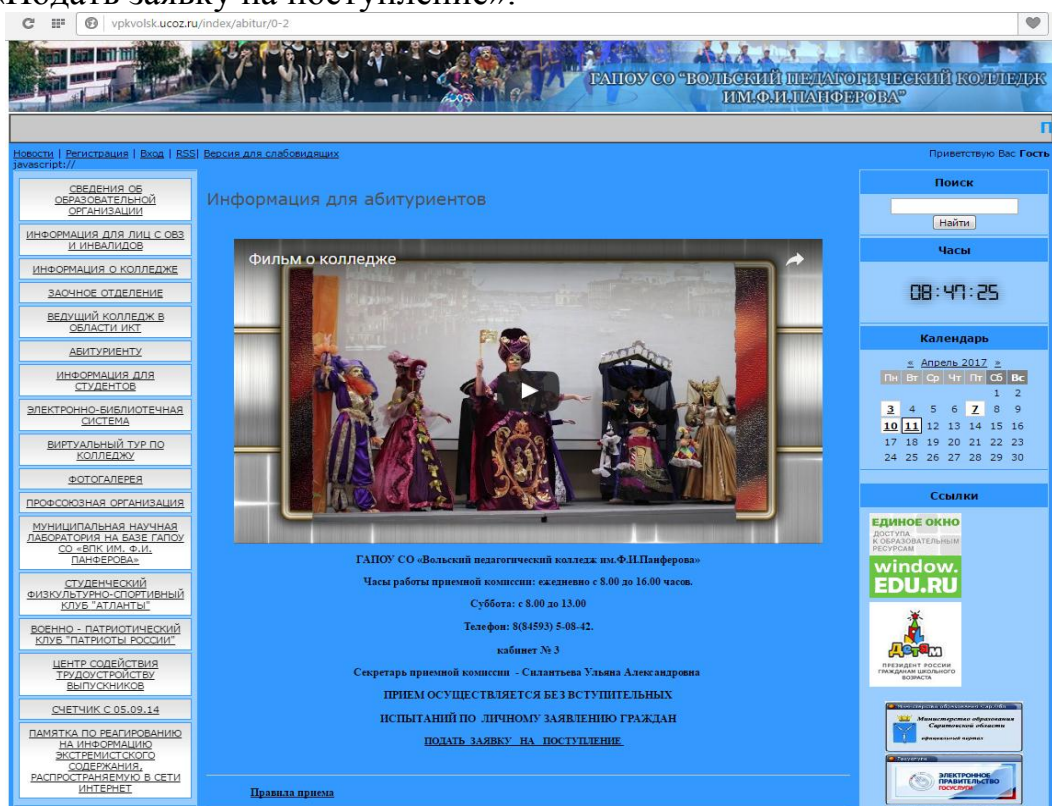 «Подать заявку на поступление».
vpkvolsk.ucoz.ru/index/abitur/0-2
ГАПОУ СО "ВОЛЬСКИЙ ПЕДАГОГИЧЕСКИЙ КОЛЛЕДЖ
ИМ.Ф.И.ПАНФЕРОВА"
П
Новости | Регистрация | Вход | RSS| Версия для слабовидящих
javascript://
Приветствую Вас Гость
СВЕДЕНИЯ ОБ
ОБРАЗОВАТЕЛЬНОЙ
ОРГАНИЗАЦИИ
ИНФОРМАЦИЯ ДЛЯ ЛИЦ С ОВЗ
И ИНВАЛИДОВ
ИНФОРМАЦИЯ О КОЛЛЕДЖЕ
ЗАОЧНОЕ ОТДЕЛЕНИЕ
ВЕДУЩИЙ КОЛЛЕДЖ В
ОБЛАСТИ ИКТ
АБИТУРИЕНТУ
ИНФОРМАЦИЯ ДЛЯ
СТУДЕНТОВ
ЭЛЕКТРОННО-БИБЛИОТЕЧНАЯ
СИСТЕМА
ВИРТУАЛЬНЫЙ ТУР ПО
КОЛЛЕДЖУ
ФОТОГАЛЕРЕЯ
ПРОФСОЮЗНАЯ ОРГАНИЗАЦИЯ
МУНИЦИПАЛЬНАЯ НАУЧНАЯ
ЛАБОРАТОРИЯ НА БАЗЕ ГАПОУ
СО «ВПК ИМ. Ф.И.
ПАНФЕРОВА»
СТУДЕНЧЕСКИЙ
ФИЗКУЛЬТУРНО-СПОРТИВНЫЙ
КЛУБ "АТЛАНТЫ"
ВОЕННО - ПАТРИОТИЧЕСКИЙ
КЛУБ "ПАТРИОТЫ РОССИИ"
ЦЕНТР СОДЕЙСТВИЯ
ТРУДОУСТРОЙСТВУ
ВЫПУСКНИКОВ
СЧЕТЧИК С 05.09.14
ПАМЯТКА ПО РЕАГИРОВАНИЮ
НА ИНФОРМАЦИЮ
ЭКСТРЕМИСТСКОГО
СОДЕРЖАНИЯ,
РАСПРОСТРАНЯЕМУЮ В СЕТИ
ИНТЕРНЕТ
Информация для абитуриентов
Фильм о колледже
ГАПОУ СО «Вольский педагогический колледж им.Ф.И.Панферова»
Часы работы приемной комиссии: ежедневно с 8.00 до 16.00 часов.
Суббота: с 8.00 до 13.00
Телефон: 8(84593) 5-08-42.
кабинет № 3
Секретарь приемной комиссии - Силантьева Ульяна Александровна
ПРИЕМ ОСУЩЕСТВЛЯЕТСЯ БЕЗ ВСТУПИТЕЛЬНЫХ
ИСПЫТАНИЙ ПО ЛИЧНОМУ ЗАЯВЛЕНИЮ ГРАЖДАН
ПОДАТЬ ЗАЯВКУ НА ПОСТУПЛЕНИЕ
Правила приема
Поиск
Найти
Часы
08:47:25
Календарь
« Апрель 2017 »
Пн Вт Ср Чт Пт Сб Вс
1 2
3 4 5 6 7 8 9
10 11 12 13 14 15 16
17 18 19 20 21 22 23
24 25 26 27 28 29 30
Ссылки
ЕДИНОЕ ОКНО
ДОСТУПА
К ОБРАЗОВАТЕЛЬНЫМ
РЕСУРСАМ
window.
EDU.RU
Детям
ПРЕЗИДЕНТ РОССИИ
ГРАЖДАНАМ ШКОЛЬНОГО
ВОЗРАСТА
Министерство образования Сар.Обл
Министерство образования
Саратовской области
официальный портал
Госуслуги
ЭЛЕКТРОННОЕ
ПРАВИТЕЛЬСТВО
ГОСУСЛУГИ